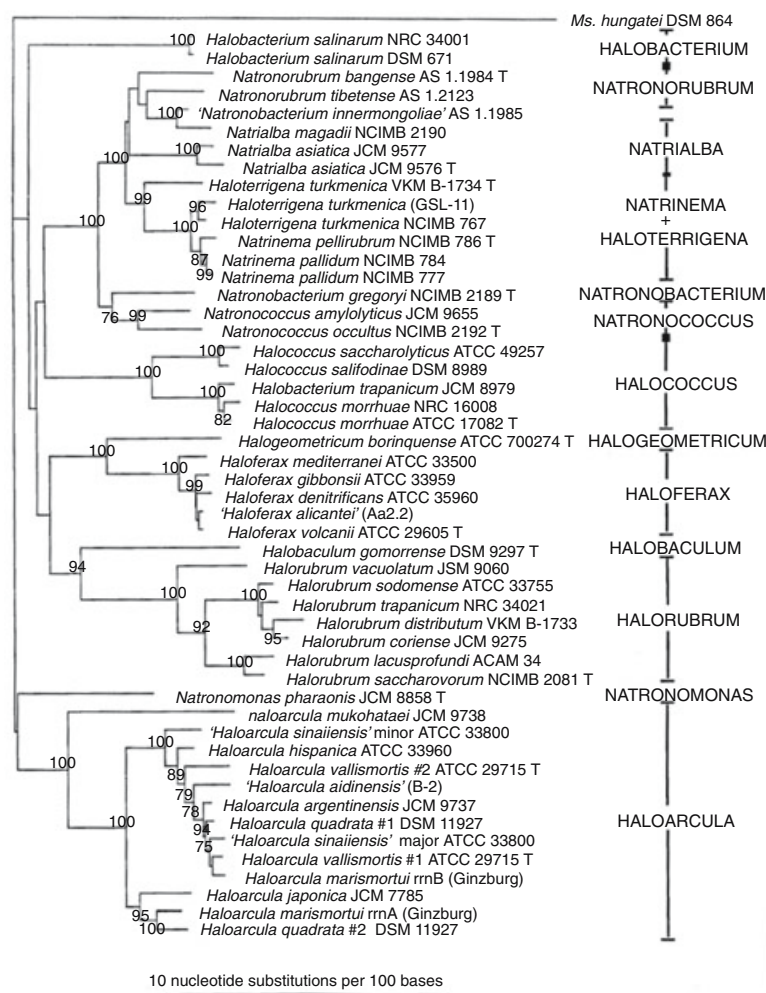 Ms. hungatei DSM 864
100
Halobacterium salinarum NRC 34001
HALOBACTERIUM
Halobacterium salinarum DSM 671
Natronorubrum bangense AS 1.1984 T
NATRONORUBRUM
Natronorubrum tibetense AS 1.2123
100
'Natronobacterium innermongoliae' AS 1.1985
Natrialba magadii NCIMB 2190
100
100
Natrialba asiatica JCM 9577
NATRIALBA
Natrialba asiatica JCM 9576 T
Haloterrigena turkmenica VKM B-1734 T
99
96
Haloterrigena turkmenica (GSL-11)
NATRINEMA
+
HALOTERRIGENA
100
100
Haloterrigena turkmenica NCIMB 767
Natrinema pellirubrum NCIMB 786 T
87
Natrinema pallidum NCIMB 784
99
Natrinema pallidum NCIMB 777
Natronobacterium gregoryi NCIMB 2189 T
NATRONOBACTERIUM
76
99
Natronococcus amylolyticus JCM 9655
NATRONOCOCCUS
Natronococcus occultus NCIMB 2192 T
100
Halococcus saccharolyticus ATCC 49257
100
Halococcus salifodinae DSM 8989
HALOCOCCUS
100
Halobacterium trapanicum JCM 8979
Halococcus morrhuae NRC 16008
82
Halococcus morrhuae ATCC 17082 T
100
Halogeometricum borinquense ATCC 700274 T
HALOGEOMETRICUM
100
Haloferax mediterranei ATCC 33500
99
Haloferax gibbonsii ATCC 33959
HALOFERAX
Haloferax denitrificans ATCC 35960
'Haloferax alicantei' (Aa2.2)
Haloferax volcanii ATCC 29605 T
94
Halobaculum gomorrense DSM 9297 T
HALOBACULUM
Halorubrum vacuolatum JSM 9060
100
100
Halorubrum sodomense ATCC 33755
Halorubrum trapanicum NRC 34021
HALORUBRUM
92
Halorubrum distributum VKM B-1733
95
Halorubrum coriense JCM 9275
100
Halorubrum lacusprofundi ACAM 34
Halorubrum saccharovorum NCIMB 2081 T
Natronomonas pharaonis JCM 8858 T
NATRONOMONAS
naloarcula mukohataei JCM 9738
100
100
'Haloarcula sinaiiensis' minor ATCC 33800
Haloarcula hispanica ATCC 33960
89
Haloarcula vallismortis #2 ATCC 29715 T
79
'Haloarcula aidinensis' (B-2)
78
Haloarcula argentinensis JCM 9737
100
94
Haloarcula quadrata #1 DSM 11927
HALOARCULA
75
'Haloarcula sinaiiensis' major ATCC 33800
Haloarcula vallismortis #1 ATCC 29715 T
Haloarcula marismortui rrnB (Ginzburg)
Haloarcula japonica JCM 7785
95
Haloarcula marismortui rrnA (Ginzburg)
100
Haloarcula quadrata #2 DSM 11927
10 nucleotide substitutions per 100 bases